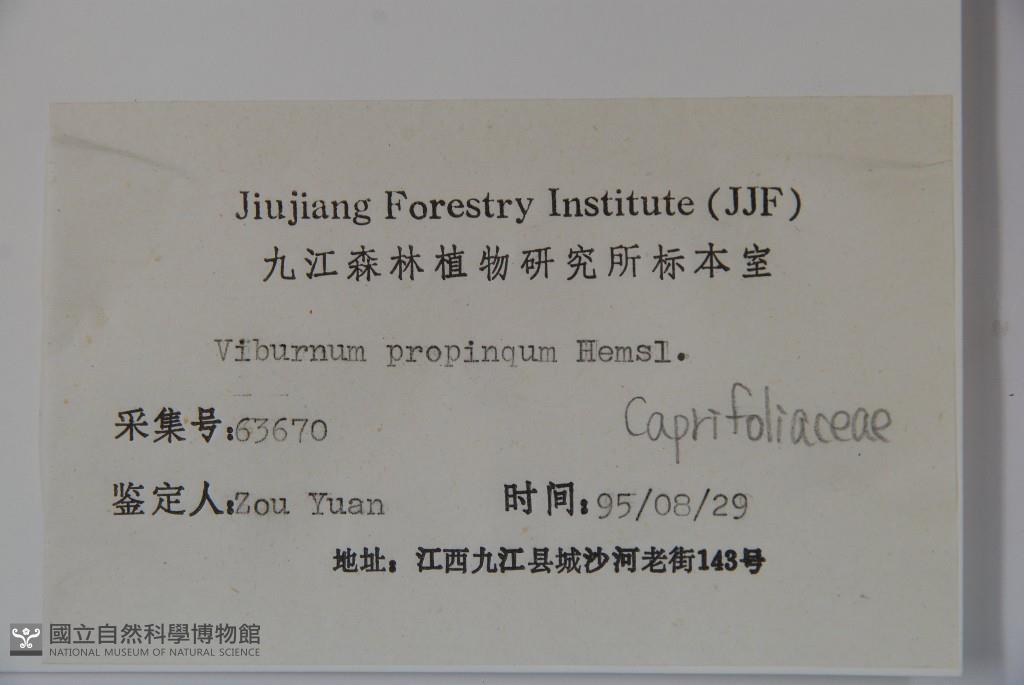 Jiujiang Forestry Institute (JJF)
九江森林植物研究所标本室
Viburnum propinqum Hemsl.
采集号:63670
Caprifoliaceae
鉴定人:Zou Yuan 时间:95/08/29
地址：江西九江县城沙河老街143号
國立自然科學博物館
NATIONAL MUSEUM OF NATURAL SCIENCE